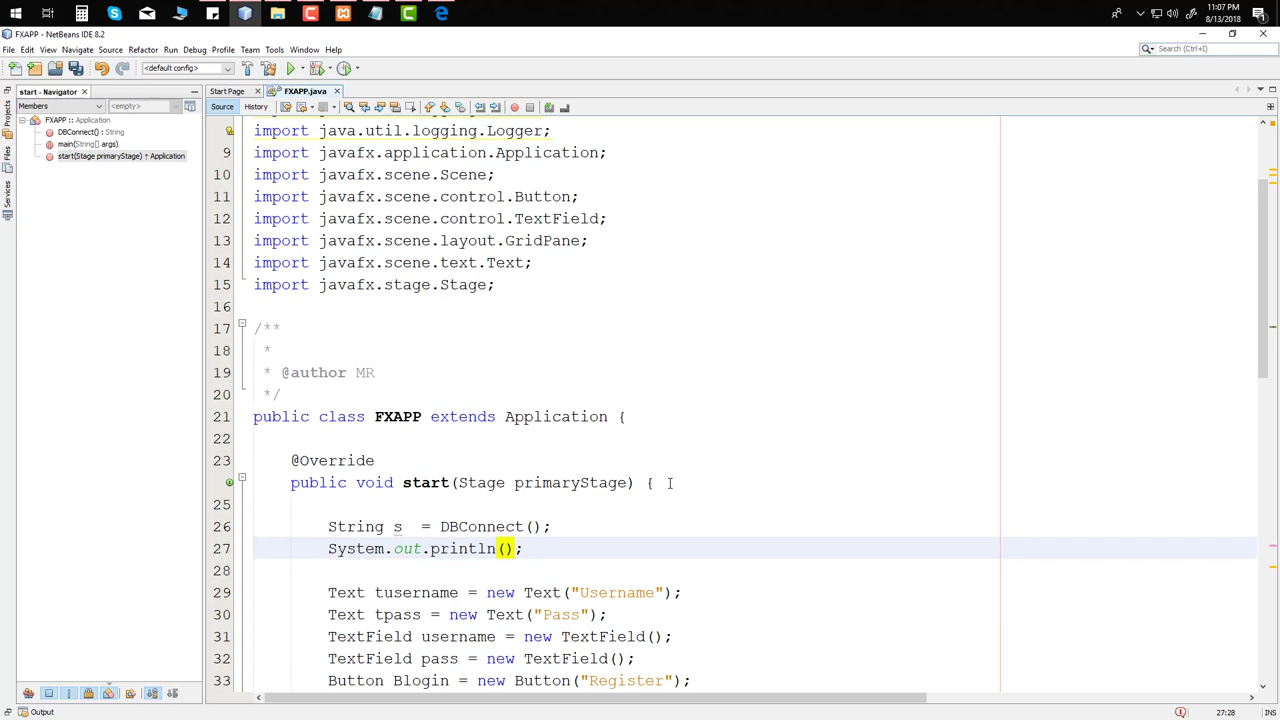 11:07 PM
8/13/2018
FXAPP - NetBeans IDE 8.2
File Edit View Navigate Source Refactor Run Debug Profile Team Tools Window Help
Search (Ctrl+I)
<default config>
start - Navigator
Start Page
FXAPP.java
Members
<empty>
Source
History
Projects
Files
Services
FXAPP :: Application
DBConnect() : String
main(String[] args)
start(Stage primaryStage) ↑ Application
import java.util.logging.Logger;
9 import javafx.application.Application;
10 import javafx.scene.Scene;
11 import javafx.scene.control.Button;
12 import javafx.scene.control.TextField;
13 import javafx.scene.layout.GridPane;
14 import javafx.scene.text.Text;
15 import javafx.stage.Stage;
16
17 /**
18 *
19 * @author MR
20 */
21 public class FXAPP extends Application {
22
23 @Override
public void start(Stage primaryStage) {
25
26 String s = DBConnect();
27 System.out.println();
28
29 Text tusername = new Text("Username");
30 Text tpass = new Text("Pass");
31 TextField username = new TextField();
32 TextField pass = new TextField();
33 Button Blogin = new Button("Register");
Output
27:28
INS